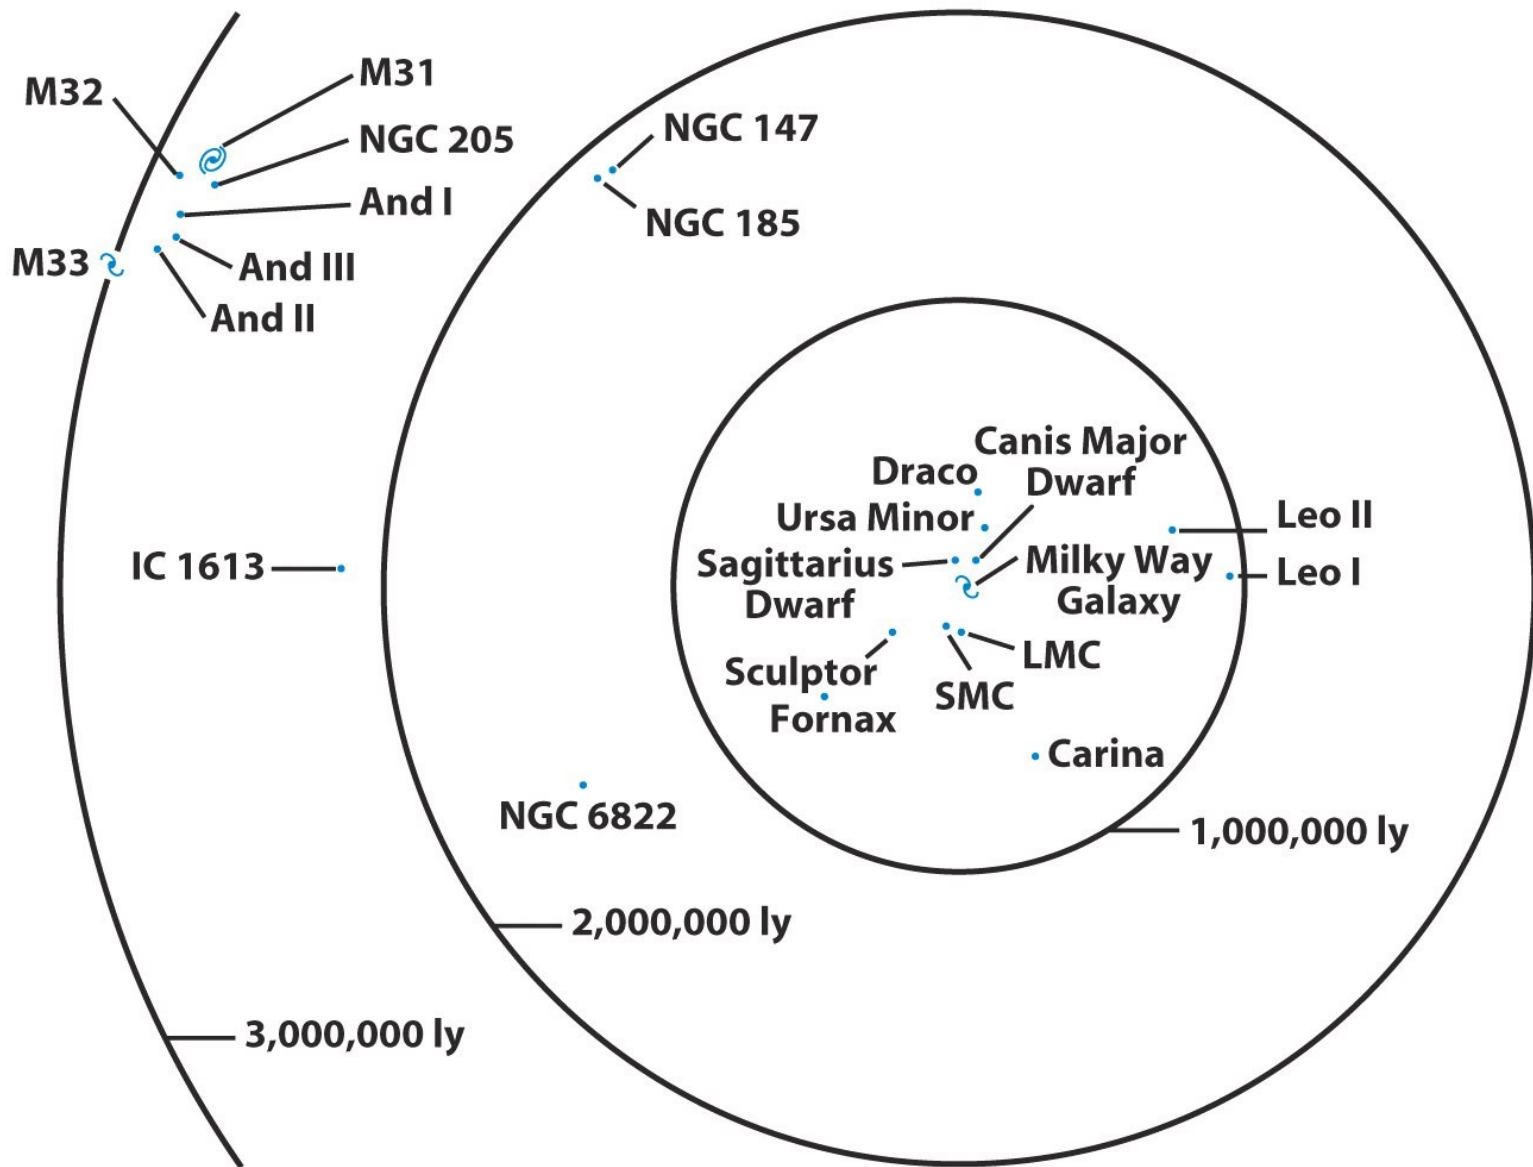 M32
M31
NGC 205
And I
M33
And III
And II
NGC 147
NGC 185
Canis Major
Dwarf
Draco
Ursa Minor
Sagittarius
Dwarf
Milky Way
Galaxy
Leo II
Leo I
IC 1613
Sculptor
Fornax
SMC
LMC
Carina
NGC 6822
1,000,000 ly
2,000,000 ly
3,000,000 ly